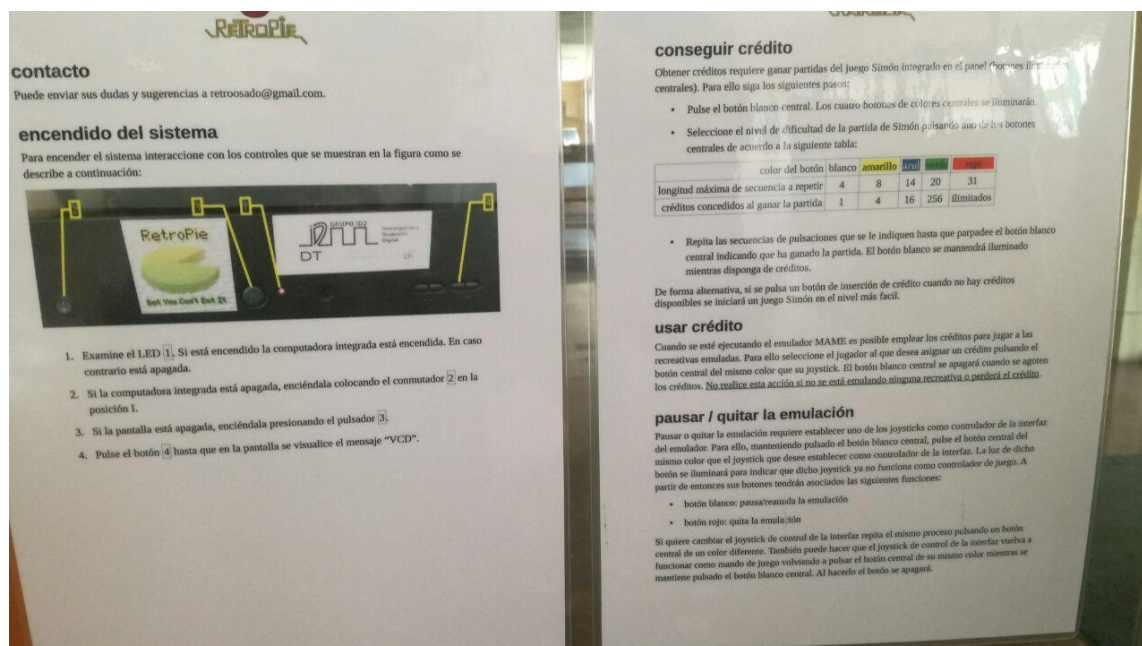 RETROPIE
contacto
Puede enviar sus dudas y sugerencias a retroosado@gmail.com.
encendido del sistema
Para encender el sistema interaccione con los controles que se muestran en la figura como se
describe a continuación:
RetroPie
Bet You Can't Eat It
GRUPO ID2
Investigación y
Desarrollo
Digital
DT
1. Examine el LED 1. Si está encendido la computadora integrada está encendida. En caso
contrario está apagada.
2. Si la computadora integrada está apagada, enciéndala colocando el conmutador 2 en la
posición 1.
3. Si la pantalla está apagada, enciéndala presionando el pulsador 3.
4. Pulse el botón 4 hasta que en la pantalla se visualice el mensaje “VCD”.
conseguir crédito
Obtener créditos requiere ganar partidas del juego Simón integrado en el panel (botones
centrales). Para ello siga los siguientes pasos:
• Pulse el botón blanco central. Los cuatro botones de colores centrales se iluminarán.
• Seleccione el nivel de dificultad de la partida de Simón pulsando uno de los botones
centrales de acuerdo a la siguiente tabla:
color del botón blanco amarillo azul verde rojo
longitud máxima de secuencia a repetir 4 8 14 20 31
créditos concedidos al ganar la partida 1 4 16 256 ilimitados
• Repita las secuencias de pulsaciones que se le indiquen hasta que parpadee el botón blanco
central indicando que ha ganado la partida. El botón blanco se mantendrá iluminado
mientras disponga de créditos.
De forma alternativa, si se pulsa un botón de inserción de crédito cuando no hay créditos
disponibles se iniciará un juego Simón en el nivel más facil.
usar crédito
Cuando se esté ejecutando el emulador MAME es posible emplear los créditos para jugar a las
recreativas emuladas. Para ello seleccione el jugador al que desea asignar un crédito pulsando el
botón central del mismo color que su joystick. El botón blanco central se apagará cuando se agoten
los créditos. No realice esta acción si no se está emulando ninguna recreativa o perderá el crédito.
pausar / quitar la emulación
Pausar o quitar la emulación requiere establecer uno de los joysticks como controlador de la interfaz
del emulador. Para ello, manteniendo pulsado el botón blanco central, pulse el botón central del
mismo color que el joystick que desee establecer como controlador de la interfaz. La luz de dicho
botón se iluminará para indicar que dicho joystick ya no funciona como controlador de juego. A
partir de entonces sus botones tendrán asociados las siguientes funciones:
• botón blanco: pausa/reanuda la emulación
• botón rojo: quita la emulación
Si quiere cambiar el joystick de control de la interfaz repita el mismo proceso pulsando un botón
central de un color diferente. También puede hacer que el joystick de control de la interfaz vuelva a
funcionar como mando de juego volviendo a pulsar el botón central de su mismo color mientras se
mantiene pulsado el botón blanco central. Al hacerlo el botón se apagará.